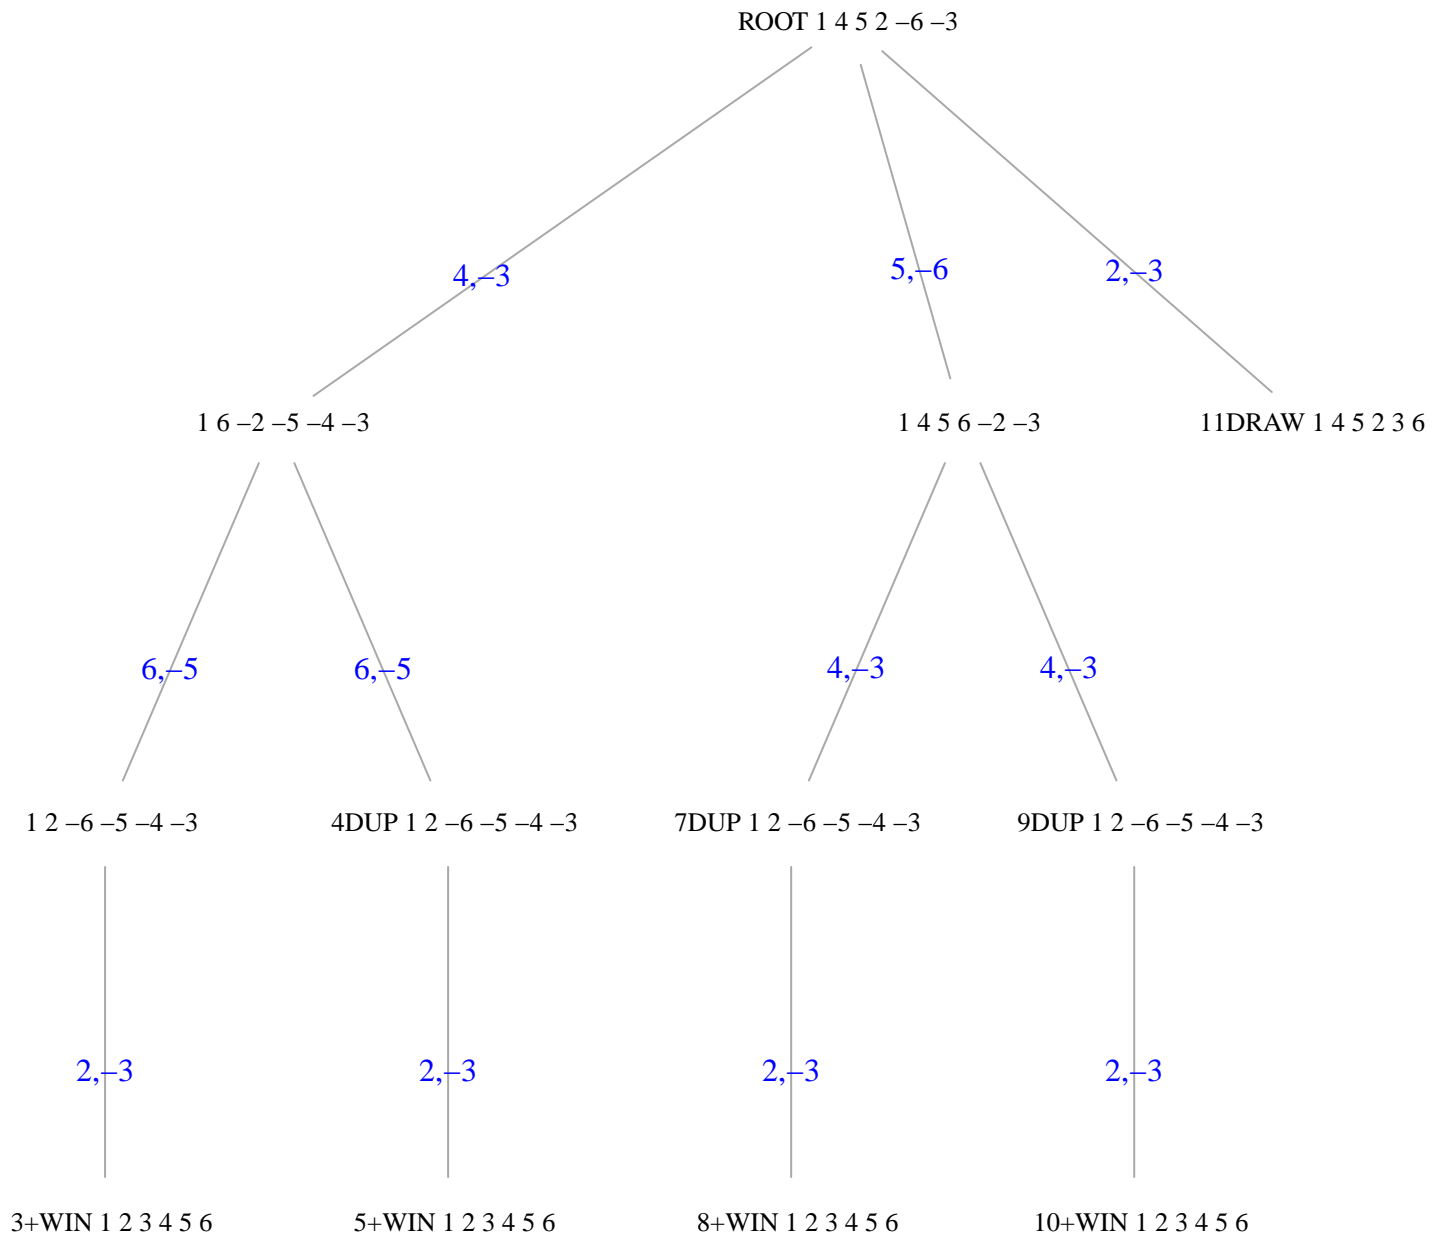 ROOT 1 4 5 2 –6 –3
4,–3
5,–6
2,–3
1 6 –2 –5 –4 –3
1 4 5 6 –2 –3
11DRAW 1 4 5 2 3 6
6,–5
6,–5
4,–3
4,–3
1 2 –6 –5 –4 –3
4DUP 1 2 –6 –5 –4 –3
7DUP 1 2 –6 –5 –4 –3
9DUP 1 2 –6 –5 –4 –3
2,–3
2,–3
2,–3
2,–3
3+WIN 1 2 3 4 5 6
5+WIN 1 2 3 4 5 6
8+WIN 1 2 3 4 5 6
10+WIN 1 2 3 4 5 6